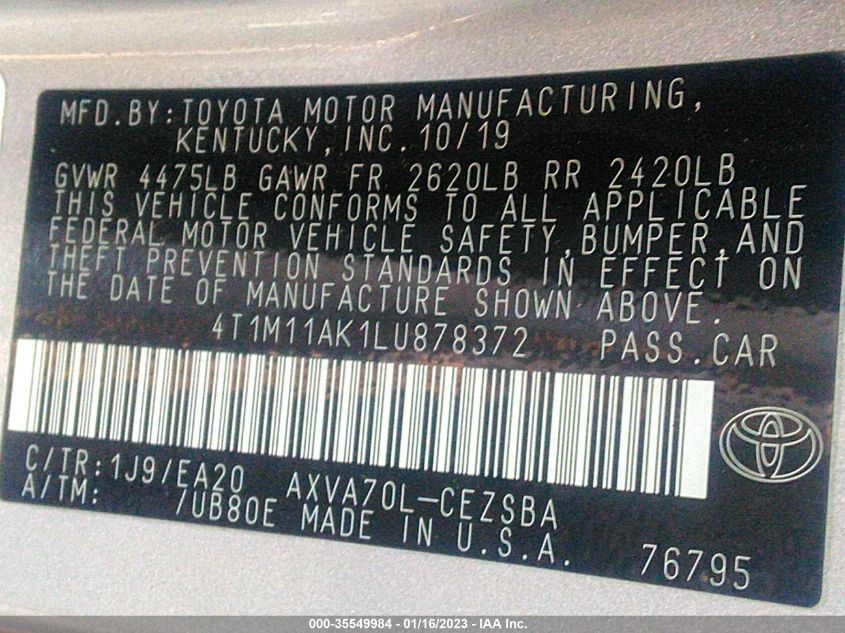 MFD.BY:TOYOTA MOTOR MANUFACTURING,
KENTUCKY,INC.10/19
GVWR 4475LB GAWR FR 2620LB RR 2420LB
THIS VEHICLE CONFORMS TO ALL APPLICABLE
FEDERAL MOTOR VEHICLE SAFETY,BUMPER,AND
THEFT PREVENTION STANDARDS IN EFFECT ON
THE DATE OF MANUFACTURE SHOWN ABOVE.
4T1M11AK1LU878372 PASS.CAR
C/TR:1J9/EA20 AXVA70L-CEZSBA
A/TM: /UB80E MADE IN U.S.A. 76795
000-35549984 - 01/16/2023 - IAA Inc.